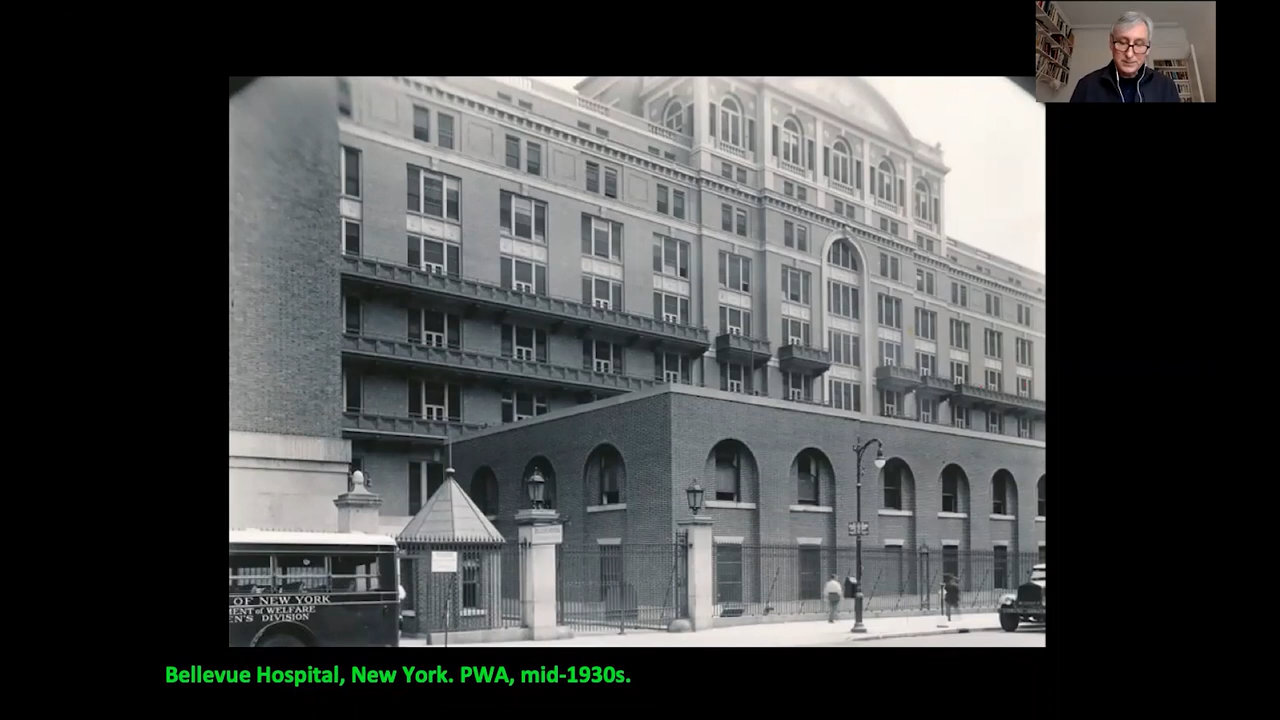 OF NEW YORK
MENT of WELFARE
EN'S DIVISION
Bellevue Hospital, New York. PWA, mid-1930s.